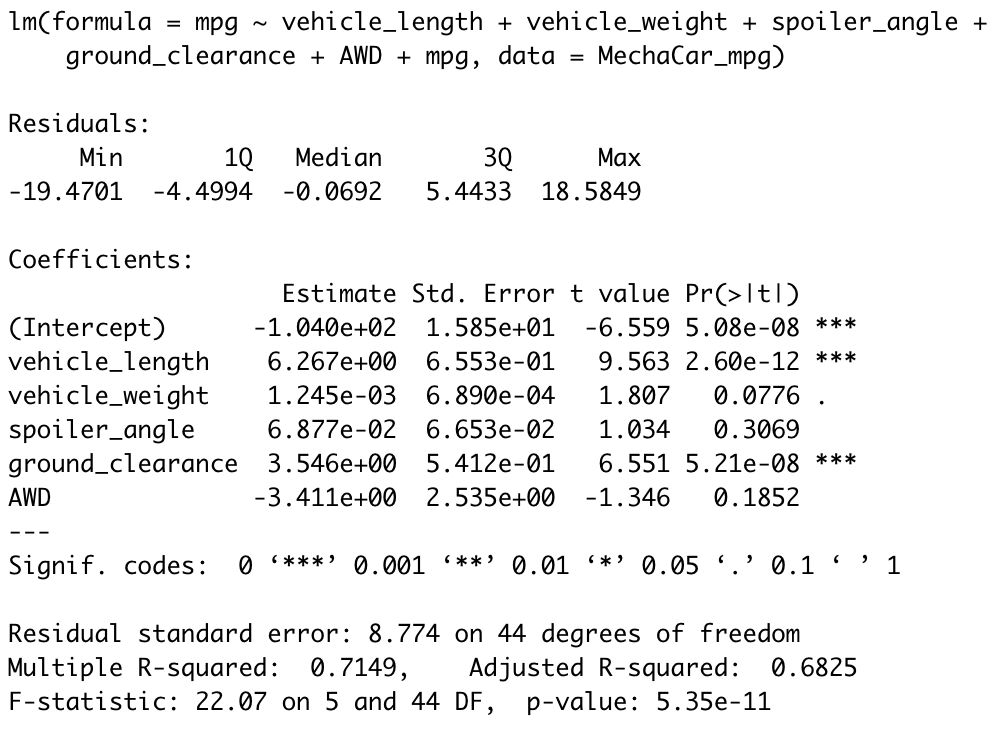 lm(formula = mpg ~ vehicle_length + vehicle_weight + spoiler_angle +
    ground_clearance + AWD + mpg, data = MechaCar_mpg)

Residuals:
     Min       1Q   Median       3Q      Max
-19.4701  -4.4994  -0.0692   5.4433  18.5849

Coefficients:
                   Estimate Std. Error t value Pr(>|t|)
(Intercept)      -1.040e+02  1.585e+01  -6.559 5.08e-08 ***
vehicle_length    6.267e+00  6.553e-01   9.563 2.60e-12 ***
vehicle_weight    1.245e-03  6.890e-04   1.807   0.0776 .
spoiler_angle     6.877e-02  6.653e-02   1.034   0.3069
ground_clearance  3.546e+00  5.412e-01   6.551 5.21e-08 ***
AWD              -3.411e+00  2.535e+00  -1.346   0.1852
---
Signif. codes:  0 ‘***’ 0.001 ‘**’ 0.01 ‘*’ 0.05 ‘.’ 0.1 ‘ ’ 1

Residual standard error: 8.774 on 44 degrees of freedom
Multiple R-squared:  0.7149,    Adjusted R-squared:  0.6825
F-statistic: 22.07 on 5 and 44 DF,  p-value: 5.35e-11